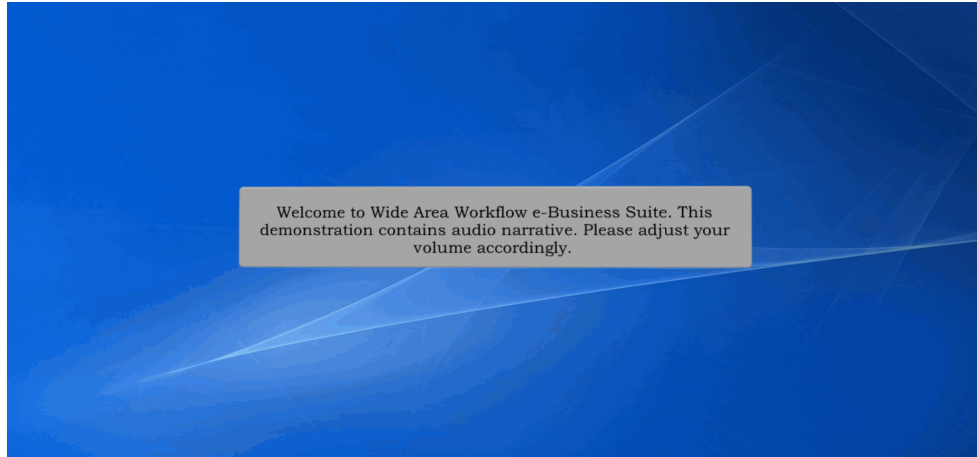 Welcome to Wide Area Workflow e-Business Suite. This
demonstration contains audio narrative. Please adjust your
volume accordingly.